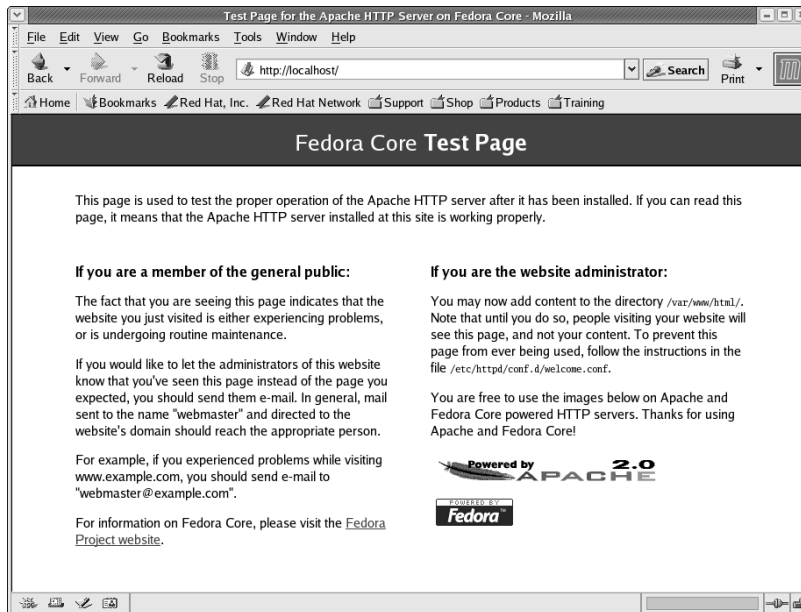 Test Page for the Apache HTTP Server on Fedora Core - Mozilla
File Edit View Go Bookmarks Tools Window Help
Back Forward Reload Stop http://localhost/ Search Print
Home Bookmarks Red Hat, Inc. Red Hat Network Support Shop Products Training
Fedora Core Test Page
This page is used to test the proper operation of the Apache HTTP server after it has been installed. If you can read this
page, it means that the Apache HTTP server installed at this site is working properly.
If you are a member of the general public:
The fact that you are seeing this page indicates that the
website you just visited is either experiencing problems,
or is undergoing routine maintenance.
If you would like to let the administrators of this website
know that you've seen this page instead of the page you
expected, you should send them e-mail. In general, mail
sent to the name "webmaster" and directed to the
website's domain should reach the appropriate person.
For example, if you experienced problems while visiting
www.example.com, you should send e-mail to
"webmaster@example.com".
For information on Fedora Core, please visit the Fedora
Project website.
If you are the website administrator:
You may now add content to the directory /var/www/html/.
Note that until you do so, people visiting your website will
see this page, and not your content. To prevent this
page from ever being used, follow the instructions in the
file /etc/httpd/conf.d/welcome.conf.
You are free to use the images below on Apache and
Fedora Core powered HTTP servers. Thanks for using
Apache and Fedora Core!
Powered by 2.0
APACHE
POWERED BY
Fedora™